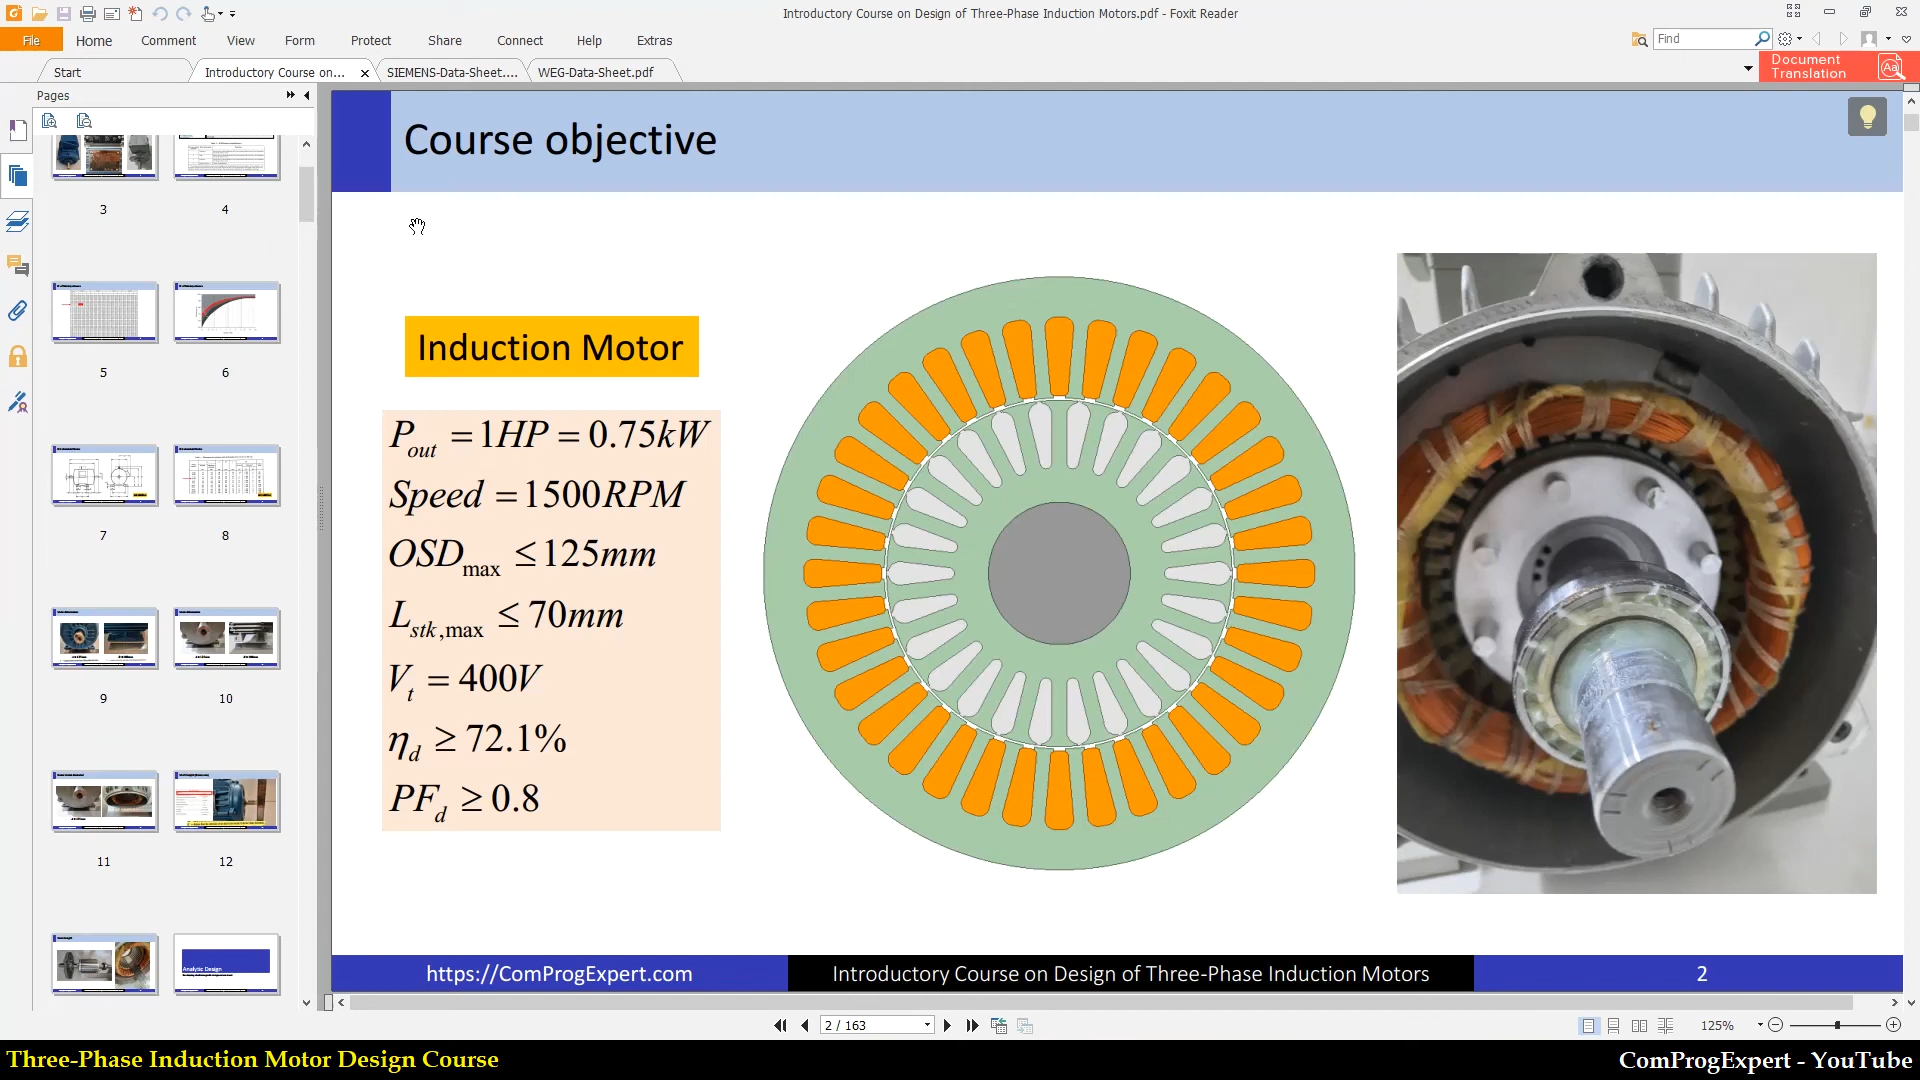 Introductory Course on Design of Three-Phase Induction Motors.pdf - Foxit Reader
File Home Comment View Form Protect Share Connect Help Extras
Find
Start Introductory Course on... SIEMENS-Data-Sheet.... WEG-Data-Sheet.pdf
Document
Translation
Pages
3 4
5 6
7 8
9 10
11 12
Analytic Design
Course objective
Induction Motor
P_out = 1HP = 0.75kW
Speed = 1500RPM
OSD_max ≤ 125mm
L_stk,max ≤ 70mm
V_t = 400V
η_d ≥ 72.1%
PF_d ≥ 0.8
https://ComProgExpert.com Introductory Course on Design of Three-Phase Induction Motors 2
2 / 163
125%
Three-Phase Induction Motor Design Course
ComProgExpert - YouTube